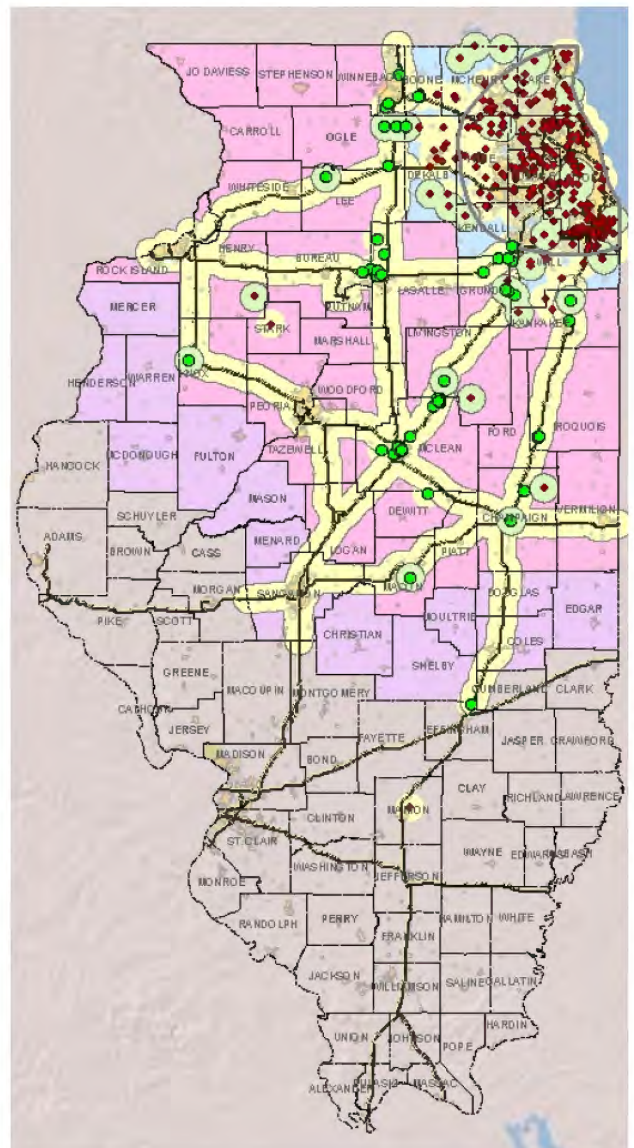 JO DAVIESS
STEPHENSON
WINNEBA
BOONE
MCHENRY
LAKE
CARROLL
OGLE
DEKALB
WHITESIDE
LEE
KENDALL
WILL
ROCK ISLAND
HENRY
BUREAU
LASALLE
GRUNDY
PUTNAM
KANKAKEE
MERCER
STARK
MARSHALL
LIVINGSTON
HENDERSON
WARREN
KNOX
PEORIA
WOODFORD
IROQUOIS
FORD
HANCOCK
MCDONOUGH
FULTON
TAZEWELL
MCLEAN
MASON
SCHUYLER
DEWITT
CHAMPAIGN
VERMILION
ADAMS
BROWN
CASS
MENARD
LOGAN
PIATT
MACON
MORGAN
SANGAMON
DOUGLAS
EDGAR
PIKE
SCOTT
CHRISTIAN
MOULTRIE
COLES
GREENE
SHELBY
MACOUPIN
MONTGOMERY
CUMBERLAND
CLARK
CALHOUN
JERSEY
FAYETTE
EFFINGHAM
JASPER
CRAWFORD
MADISON
BOND
CLAY
RICHLAND
LAWRENCE
MARION
CLINTON
ST.CLAIR
WAYNE
EDWARDS
WABASH
WASHINGTON
JEFFERSON
MONROE
RANDOLPH
PERRY
HAMILTON
WHITE
FRANKLIN
JACKSON
WILLIAMSON
SALINE
GALLATIN
HARDIN
UNION
JOHNSON
POPE
ALEXANDER
PULASKI
MASSAC